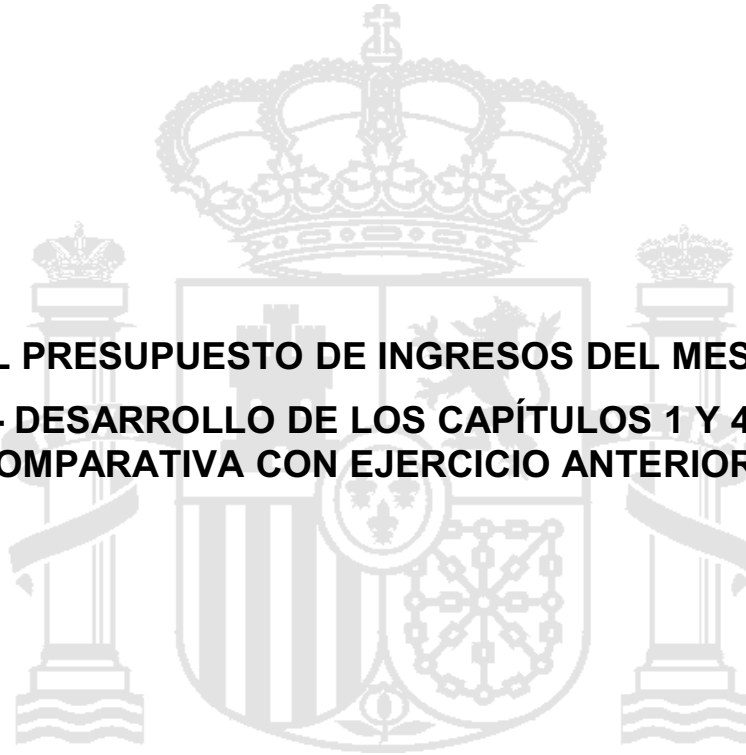 L PRESUPUESTO DE INGRESOS DEL MES
- DESARROLLO DE LOS CAPÍTULOS 1 Y 4
OMPARATIVA CON EJERCICIO ANTERIOR